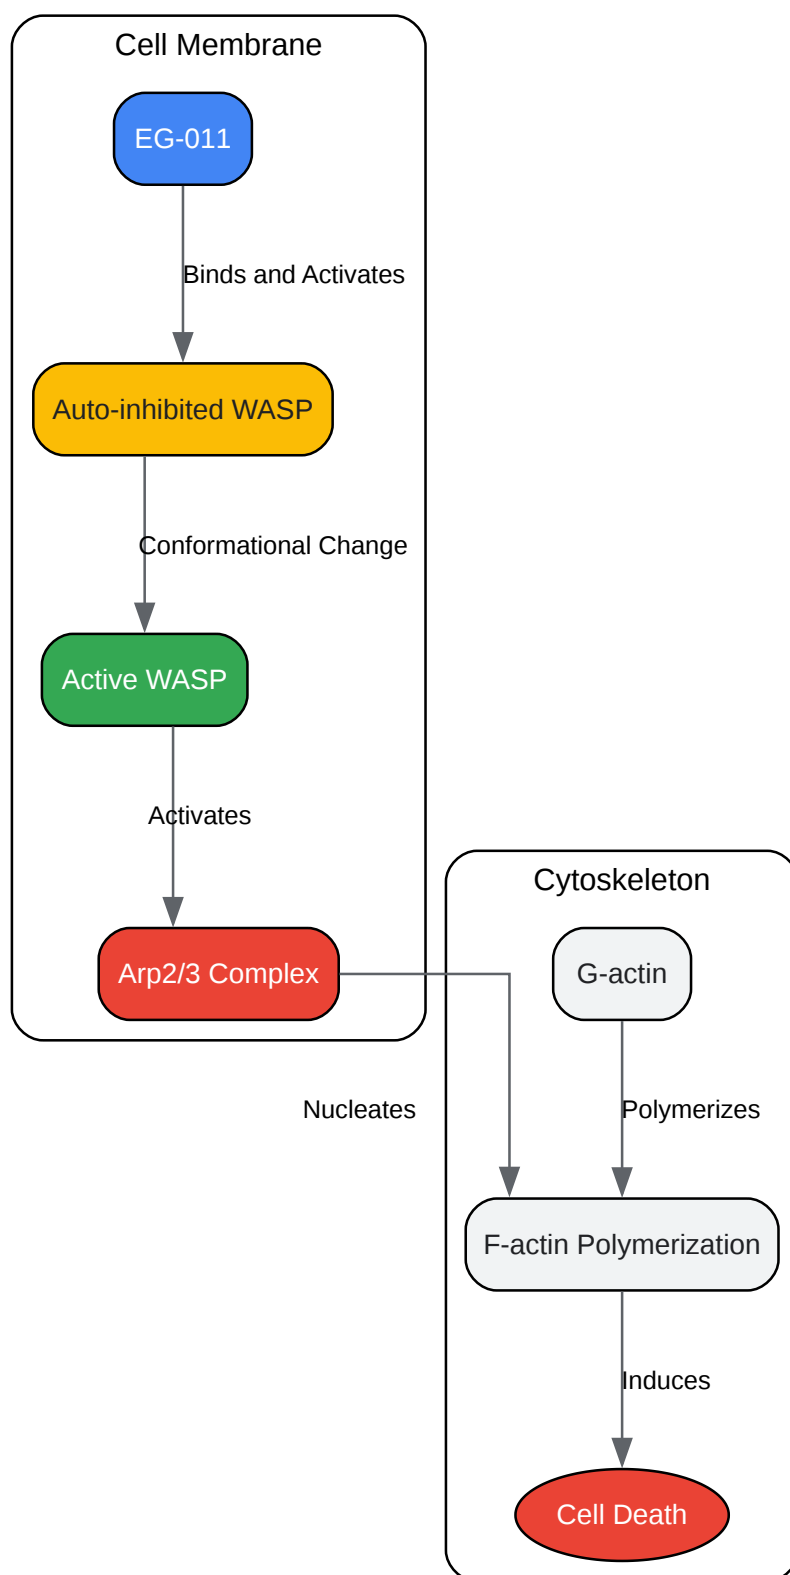 Cell Membrane
EG-011
Binds and Activates
Auto-inhibited WASP
Conformational Change
Active WASP
Activates
Arp2/3 Complex
Nucleates
Cytoskeleton
G-actin
Polymerizes
F-actin Polymerization
Induces
Cell Death